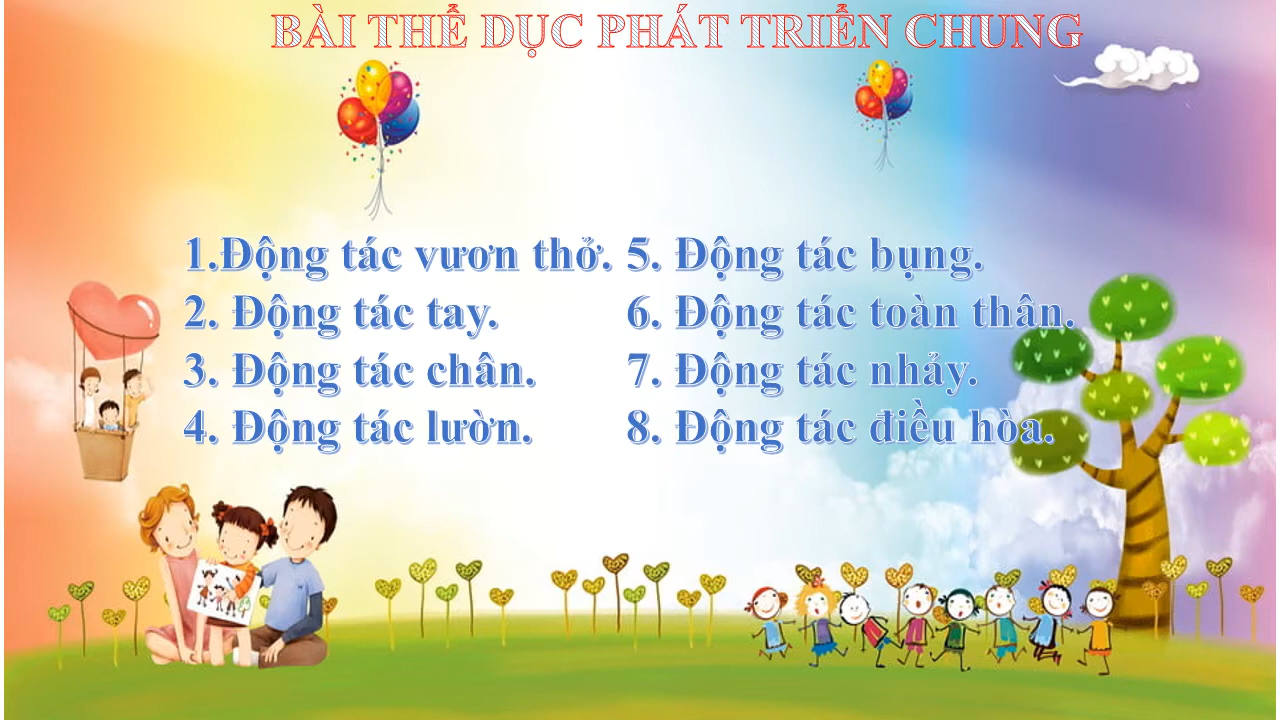 BÀI THỂ DỤC PHÁT TRIỂN CHUNG
1.Động tác vươn thở.
2. Động tác tay.
3. Động tác chân.
4. Động tác lườn.
5. Động tác bụng.
6. Động tác toàn thân.
7. Động tác nhảy.
8. Động tác điều hòa.